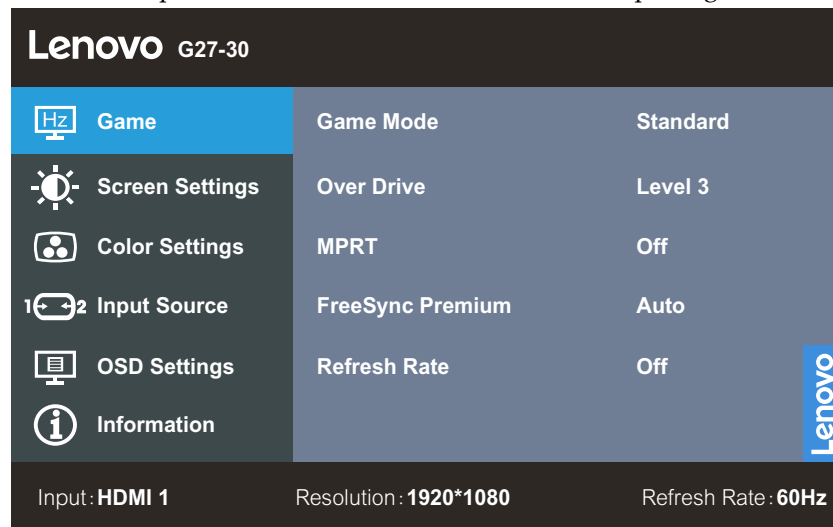 Lenovo G27-30
Hz Game Game Mode Standard
Screen Settings Over Drive Level 3
Color Settings MPRT Off
1 2 Input Source FreeSync Premium Auto
OSD Settings Refresh Rate Off
Lenovo
i Information
Input: HDMI 1 Resolution: 1920*1080 Refresh Rate: 60Hz